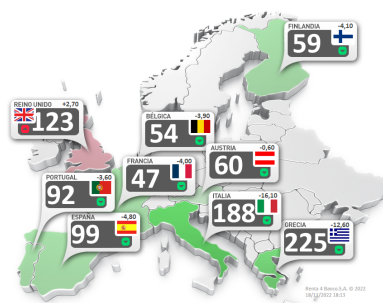 FINLANDIA -4,10
59
REINO UNIDO +2,70
123
BÉLGICA -3,90
54
AUSTRIA -0,60
60
FRANCIA -4,00
47
PORTUGAL -3,60
92
ITALIA -16,10
188
ESPAÑA -4,80
99
GRECIA -12,60
225
Renta 4 Banco,S.A. © 2022
18/11/2022 18:23